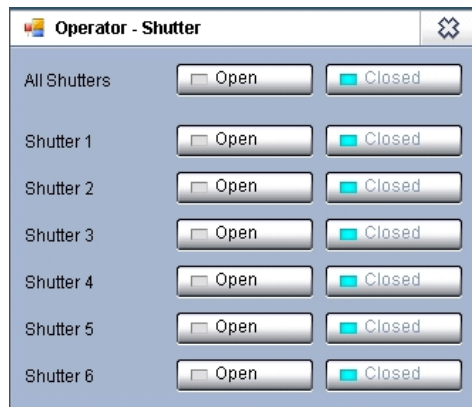 Operator - Shutter
All Shutters Open Closed
Shutter 1 Open Closed
Shutter 2 Open Closed
Shutter 3 Open Closed
Shutter 4 Open Closed
Shutter 5 Open Closed
Shutter 6 Open Closed